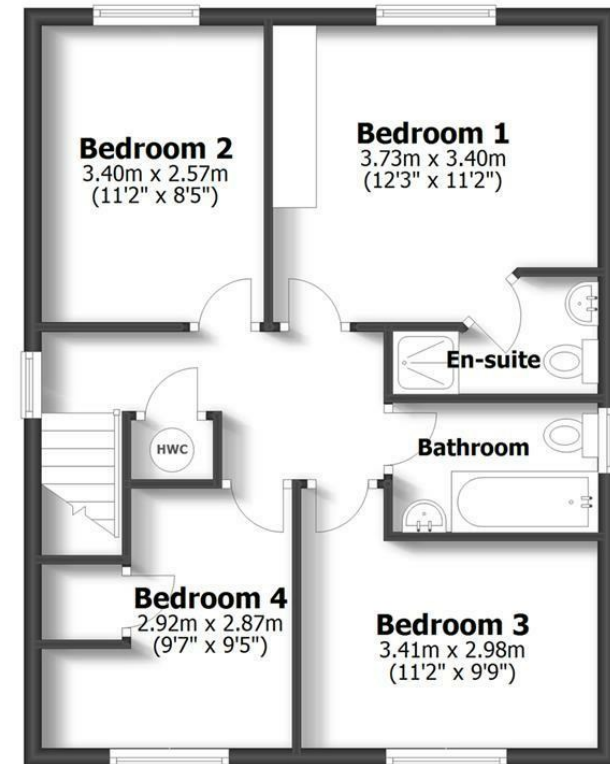 Bedroom 2
3.40m x 2.57m
(11'2" x 8'5")
Bedroom 1
3.73m x 3.40m
(12'3" x 11'2")
En-suite
HWC
Bathroom
Bedroom 4
2.92m x 2.87m
(9'7" x 9'5")
Bedroom 3
3.41m x 2.98m
(11'2" x 9'9")